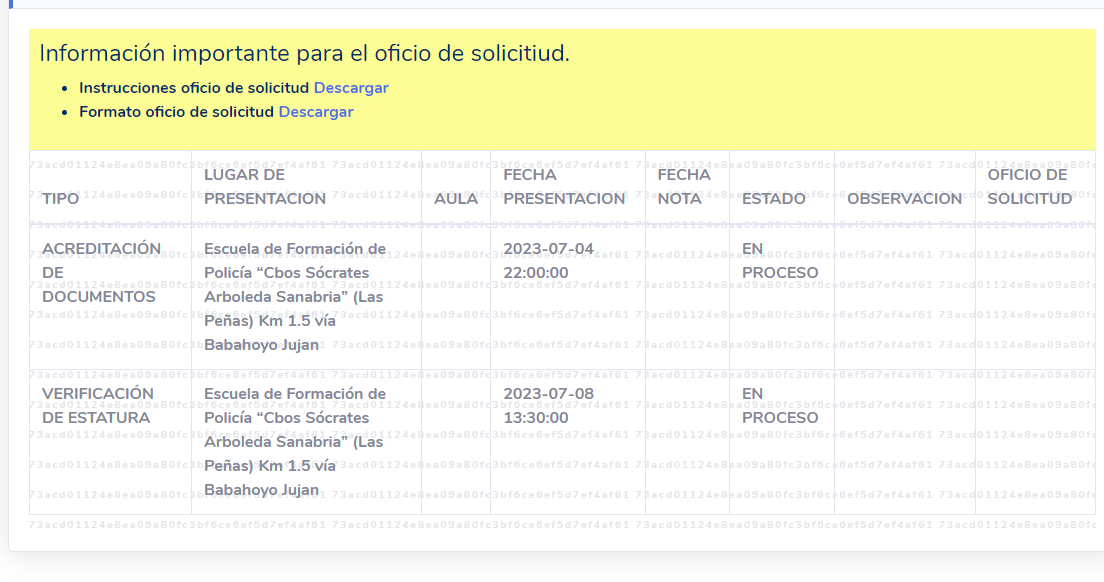 Información importante para el oficio de solicitiud.
Instrucciones oficio de solicitud Descargar
Formato oficio de solicitud Descargar
TIPO
LUGAR DE
PRESENTACION
AULA
FECHA
PRESENTACION
FECHA
NOTA
ESTADO
OBSERVACION
OFICIO DE
SOLICITUD
ACREDITACIÓN
DE
DOCUMENTOS
Escuela de Formación de
Policía “Cbos Sócrates
Arboleda Sanabria” (Las
Peñas) Km 1.5 vía
Babahoyo Jujan
2023-07-04
22:00:00
EN
PROCESO
VERIFICACIÓN
DE ESTATURA
Escuela de Formación de
Policía “Cbos Sócrates
Arboleda Sanabria” (Las
Peñas) Km 1.5 vía
Babahoyo Jujan
2023-07-08
13:30:00
EN
PROCESO
73acd01124e8ea09a80fc3bf6ce6ef5d7ef4af61 73acd01124e8ea09a80fc3bf6ce6ef5d7ef4af61 73acd01124e8ea09a80fc3bf6ce6ef5d7ef4af61 73acd01124e8ea09a80fc